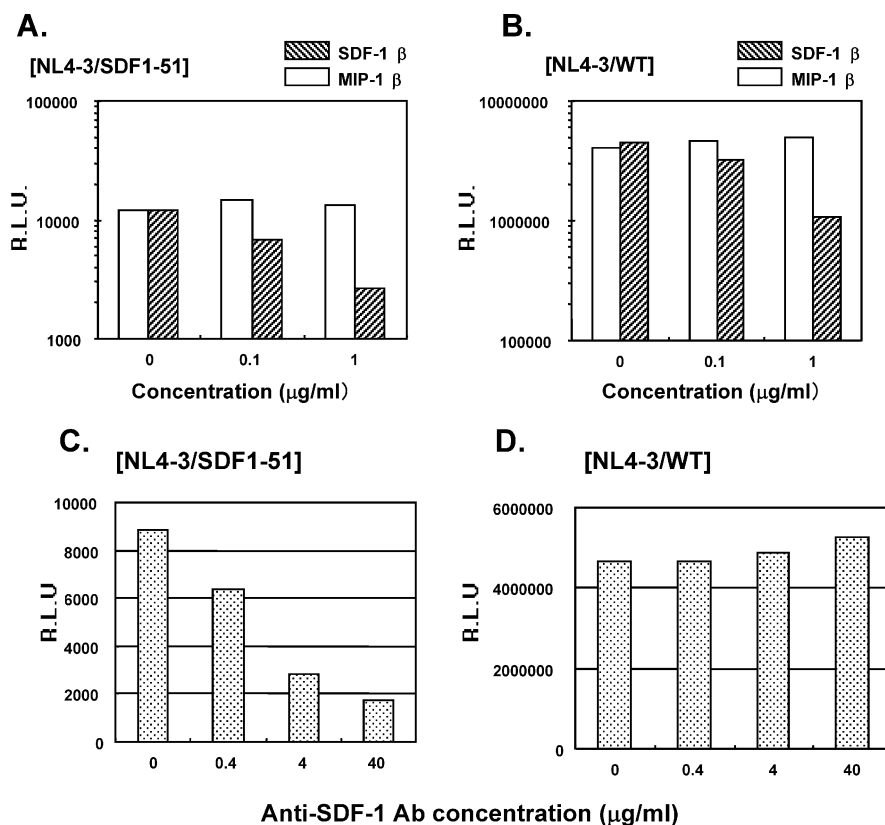 A.
SDF-1 β
MIP-1 β
[NL4-3/SDF1-51]
100000
10000
1000
R.L.U.
0 0.1 1
Concentration (μg/ml)
B.
SDF-1 β
MIP-1 β
[NL4-3/WT]
10000000
1000000
100000
R.L.U.
0 0.1 1
Concentration (μg/ml)
C.
[NL4-3/SDF1-51]
10000
8000
6000
4000
2000
0
R.L.U
0 0.4 4 40
D.
[NL4-3/WT]
6000000
4000000
2000000
0
R.L.U
0 0.4 4 40
Anti-SDF-1 Ab concentration (μg/ml)